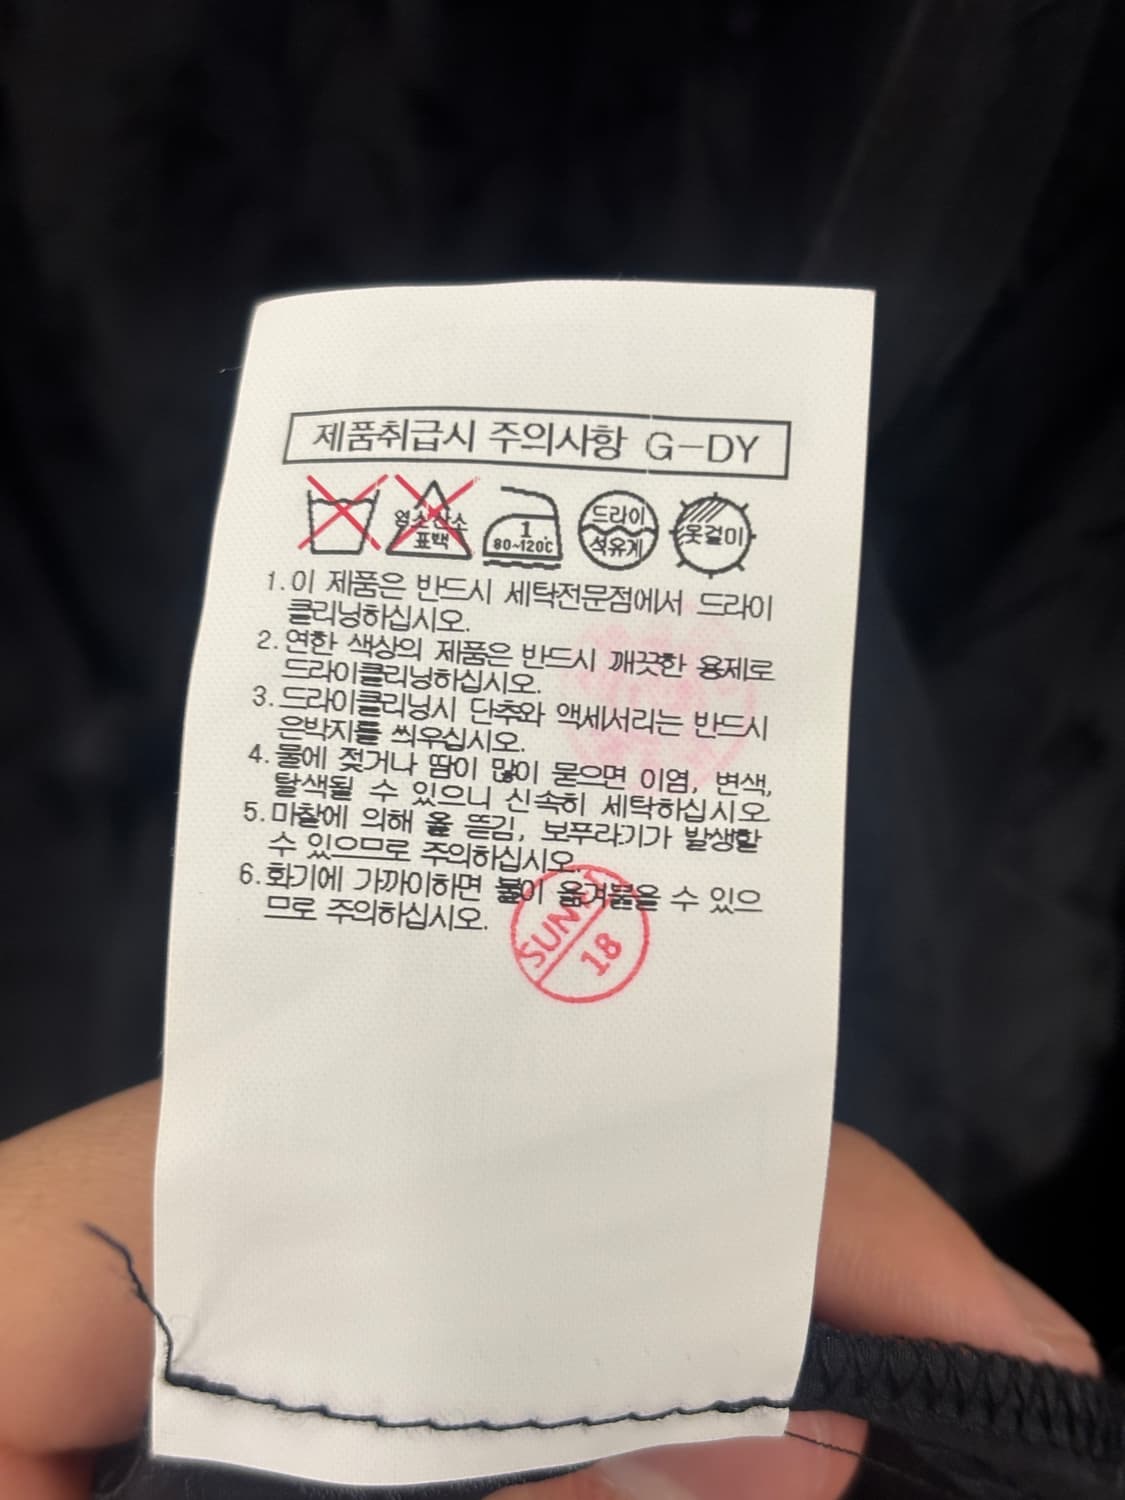 제품취급시 주의사항 G-DY
염소산소
표백
1
80~120℃
드라이
석유계
옷걸이
1. 이 제품은 반드시 세탁전문점에서 드라이
클리닝하십시오.
2. 연한 색상의 제품은 반드시 깨끗한 용제로
드라이클리닝하십시오.
3. 드라이클리닝시 단추와 액세서리는 반드시
은박지를 씌우십시오.
4. 물에 젖거나 땀이 많이 묻으면 이염, 변색,
탈색될 수 있으니 신속히 세탁하십시오.
5. 마찰에 의해 올 뜯김, 보푸라기가 발생할
수 있으므로 주의하십시오.
6. 화기에 가까이하면 불이 옮겨붙을 수 있으
므로 주의하십시오.
18